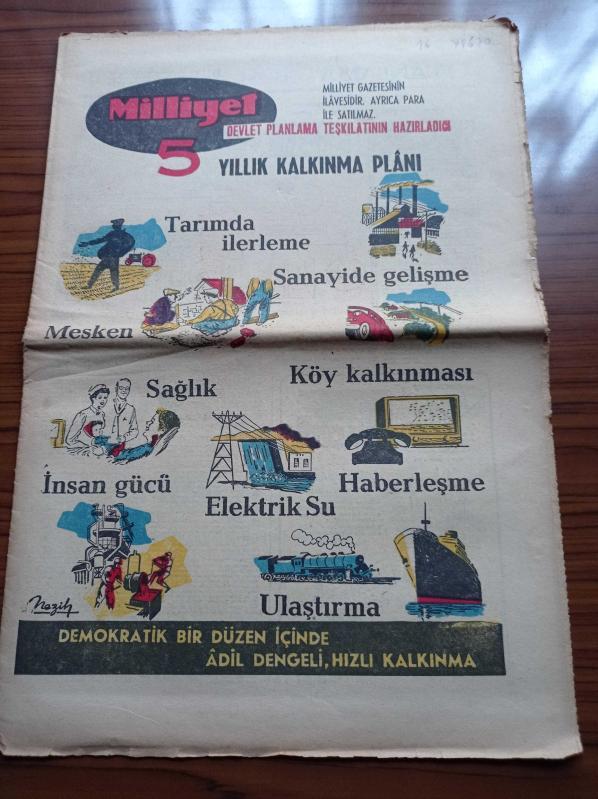 Milliyet
MİLLİYET GAZETESİNİN
İLÂVESİDİR. AYRICA PARA
İLE SATILMAZ.
DEVLET PLANLAMA TEŞKİLATININ HAZIRLADIĞI
5 YILLIK KALKINMA PLÂNI
Tarımda
ilerleme
Sanayide gelişme
Mesken
Sağlık
Köy kalkınması
İnsan gücü
Elektrik Su
Haberleşme
Ulaştırma
Nezih
DEMOKRATİK BİR DÜZEN İÇİNDE
ÂDİL DENGELİ, HIZLI KALKINMA